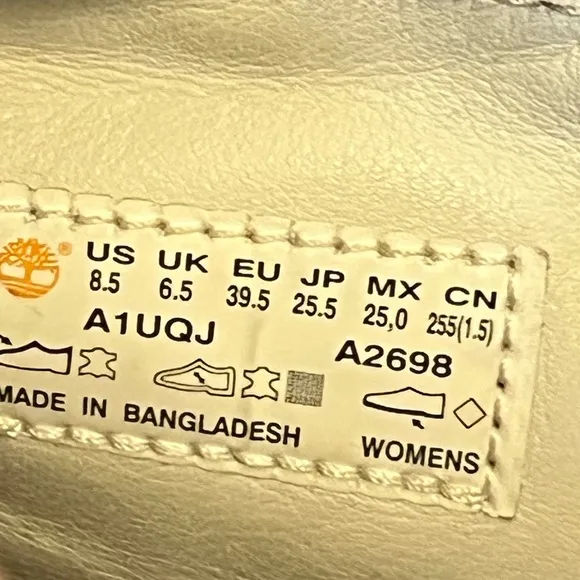 ® US UK EU JP MX CN
8.5 6.5 39.5 25.5 25,0 255(1.5)
A1UQJ A2698
MADE IN BANGLADESH WOMENS